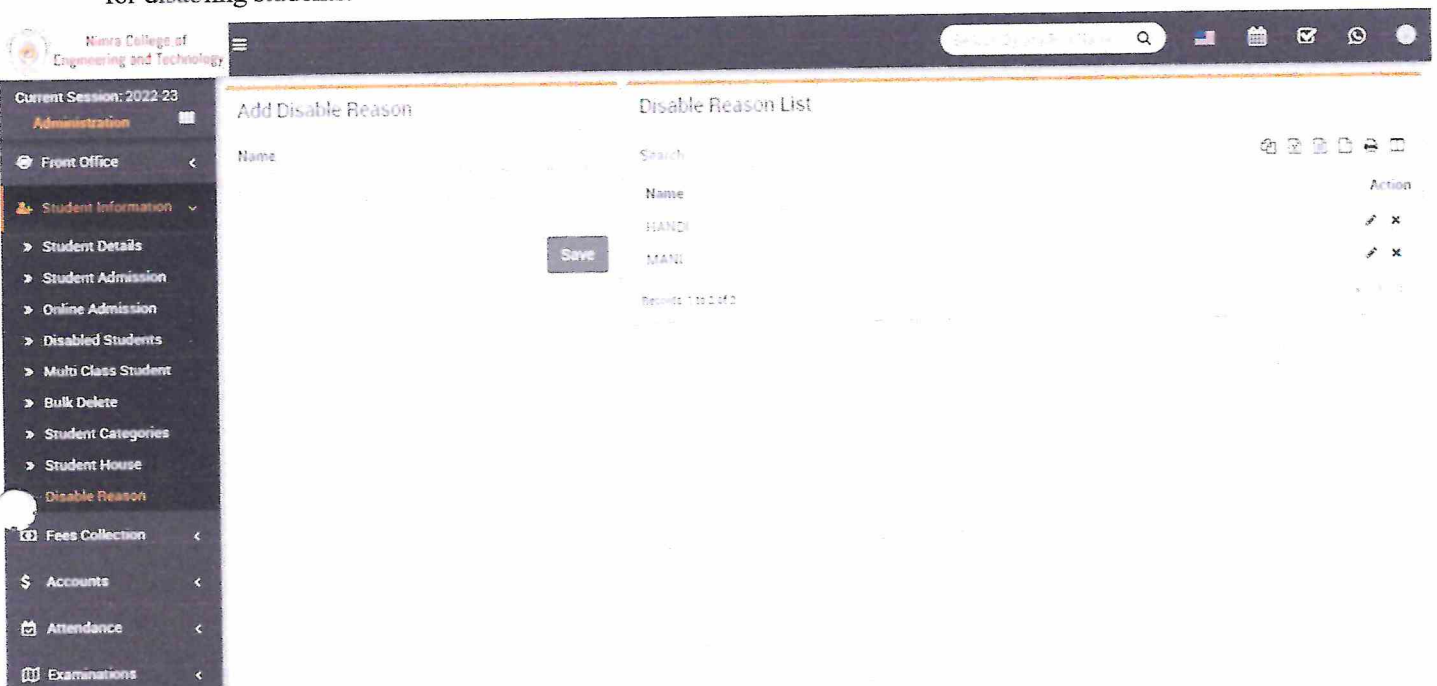 for disabling students.
Nimra College of
Engineering and Technology
Current Session: 2022-23
Administration
Front Office
Student Information
Student Details
Student Admission
Online Admission
Disabled Students
Multi Class Student
Bulk Delete
Student Categories
Student House
Disable Reason
Fees Collection
Accounts
Attendance
Examinations
Add Disable Reason
Name
Save
Disable Reason List
Search
Name Action
HANDI
MANI
Records: 1 to 2 of 2